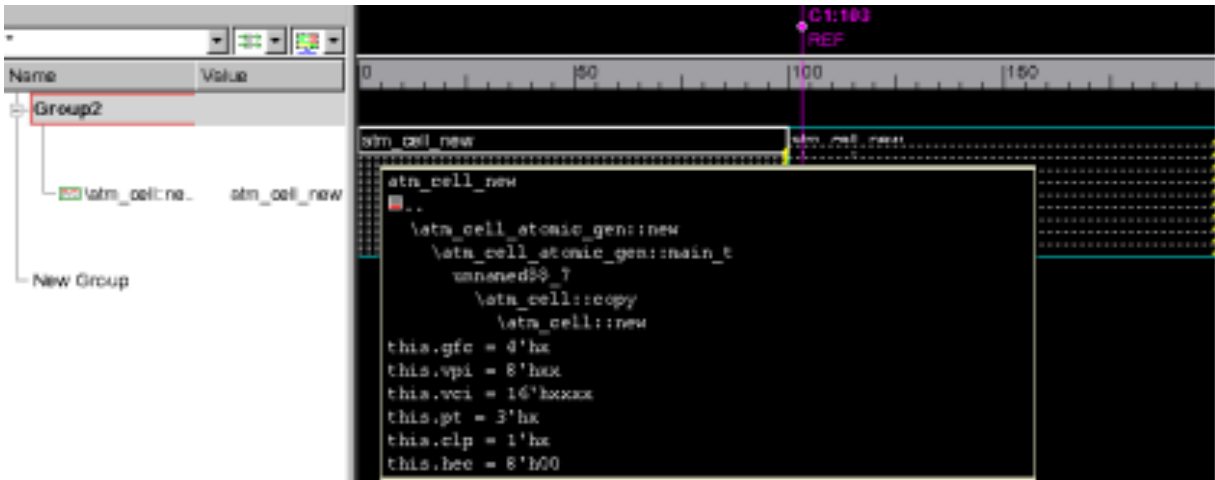 C1:103
REF
*
Name Value
0 |50 |100 |150
Group2
atm_cell_new atm_cell_new
\atm_cell::ne.. atm_cell_new
New Group
atm_cell_new
..
\atm_cell_atomic_gen::new
\atm_cell_atomic_gen::main_t
\atm_cell::copy
\atm_cell::new
this.gfc = 4'hx
this.vpi = 8'hxx
this.vci = 16'hxxxx
this.pt = 3'hx
this.clp = 1'hx
this.hec = 8'h00